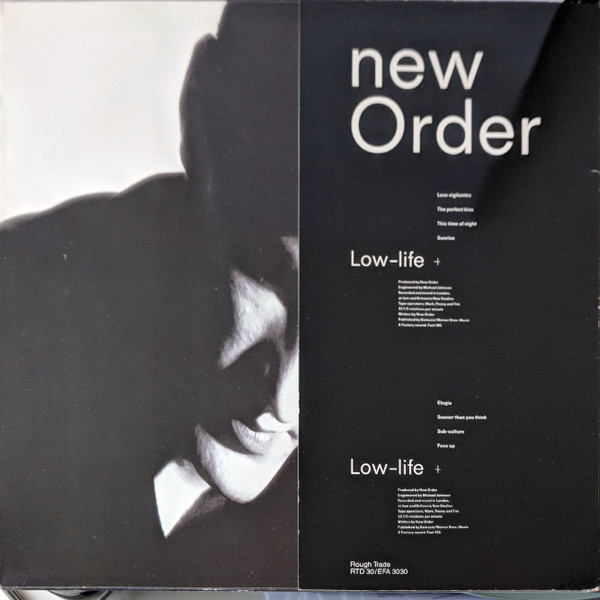 new
Order
Love vigilantes
The perfect kiss
This time of night
Sunrise
Low-life +
Produced by New Order
Engineered by Michael Johnson
Recorded and mixed in London,
at Jam and Britannia Row Studios
Tape operators, Mark, Penny and Tim
33 1/3 rotations per minute
Written by New Order
Published by Bemusic/Warner Bros. Music
A Factory record. Fact 100.
Elegia
Sooner than you think
Sub-culture
Face up
Low-life +
Produced by New Order
Engineered by Michael Johnson
Recorded and mixed in London,
at Jam and Britannia Row Studios
Tape operators, Mark, Penny and Tim
33 1/3 rotations per minute
Written by New Order
Published by Bemusic/Warner Bros. Music
A Factory record. Fact 100.
Rough Trade
RTD 30/EFA 3030